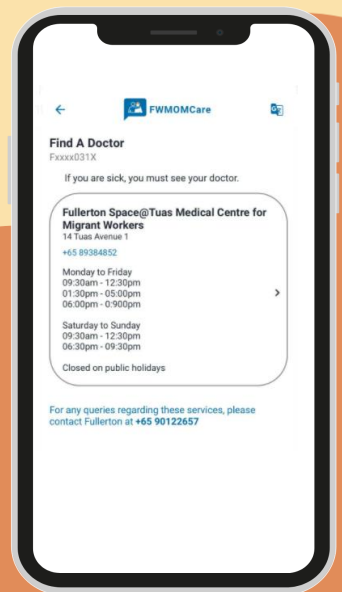 FWMOMCare
Find A Doctor
Fxxxx031X
If you are sick, you must see your doctor.
Fullerton Space@Tuas Medical Centre for
Migrant Workers
14 Tuas Avenue 1
+65 89384852
Monday to Friday
09:30am - 12:30pm
01:30pm - 05:00pm
06:00pm - 0:900pm
Saturday to Sunday
09:30am - 12:30pm
06:30pm - 09:30pm
Closed on public holidays
For any queries regarding these services, please
contact Fullerton at +65 90122657